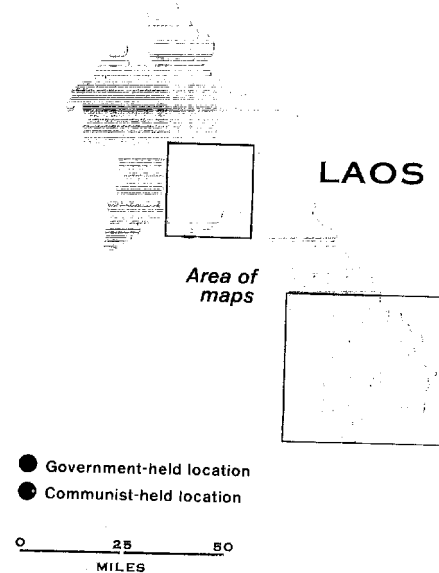 LAOS
Area of
maps
Government-held location
Communist-held location
0 25 50
MILES